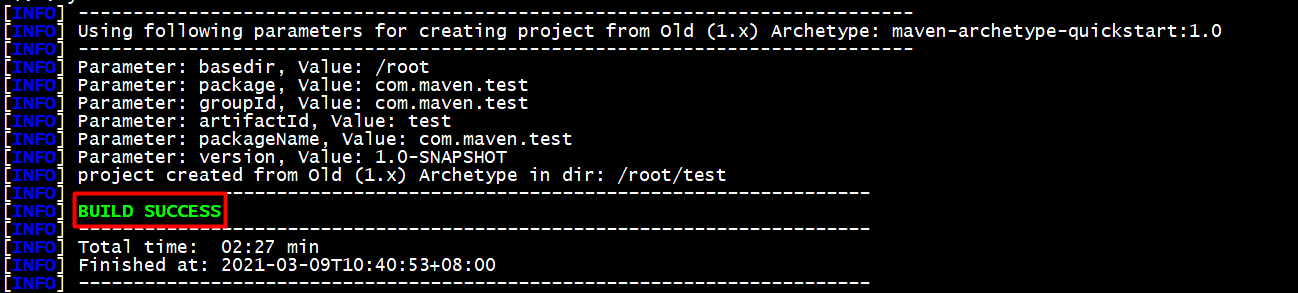 [INFO] ----------------------------------------------------------------------------
[INFO] Using following parameters for creating project from Old (1.x) Archetype: maven-archetype-quickstart:1.0
[INFO] ----------------------------------------------------------------------------
[INFO] Parameter: basedir, Value: /root
[INFO] Parameter: package, Value: com.maven.test
[INFO] Parameter: groupId, Value: com.maven.test
[INFO] Parameter: artifactId, Value: test
[INFO] Parameter: packageName, Value: com.maven.test
[INFO] Parameter: version, Value: 1.0-SNAPSHOT
[INFO] project created from Old (1.x) Archetype in dir: /root/test
[INFO] ------------------------------------------------------------------------
[INFO] BUILD SUCCESS
[INFO] ------------------------------------------------------------------------
[INFO] Total time:  02:27 min
[INFO] Finished at: 2021-03-09T10:40:53+08:00
[INFO] ------------------------------------------------------------------------